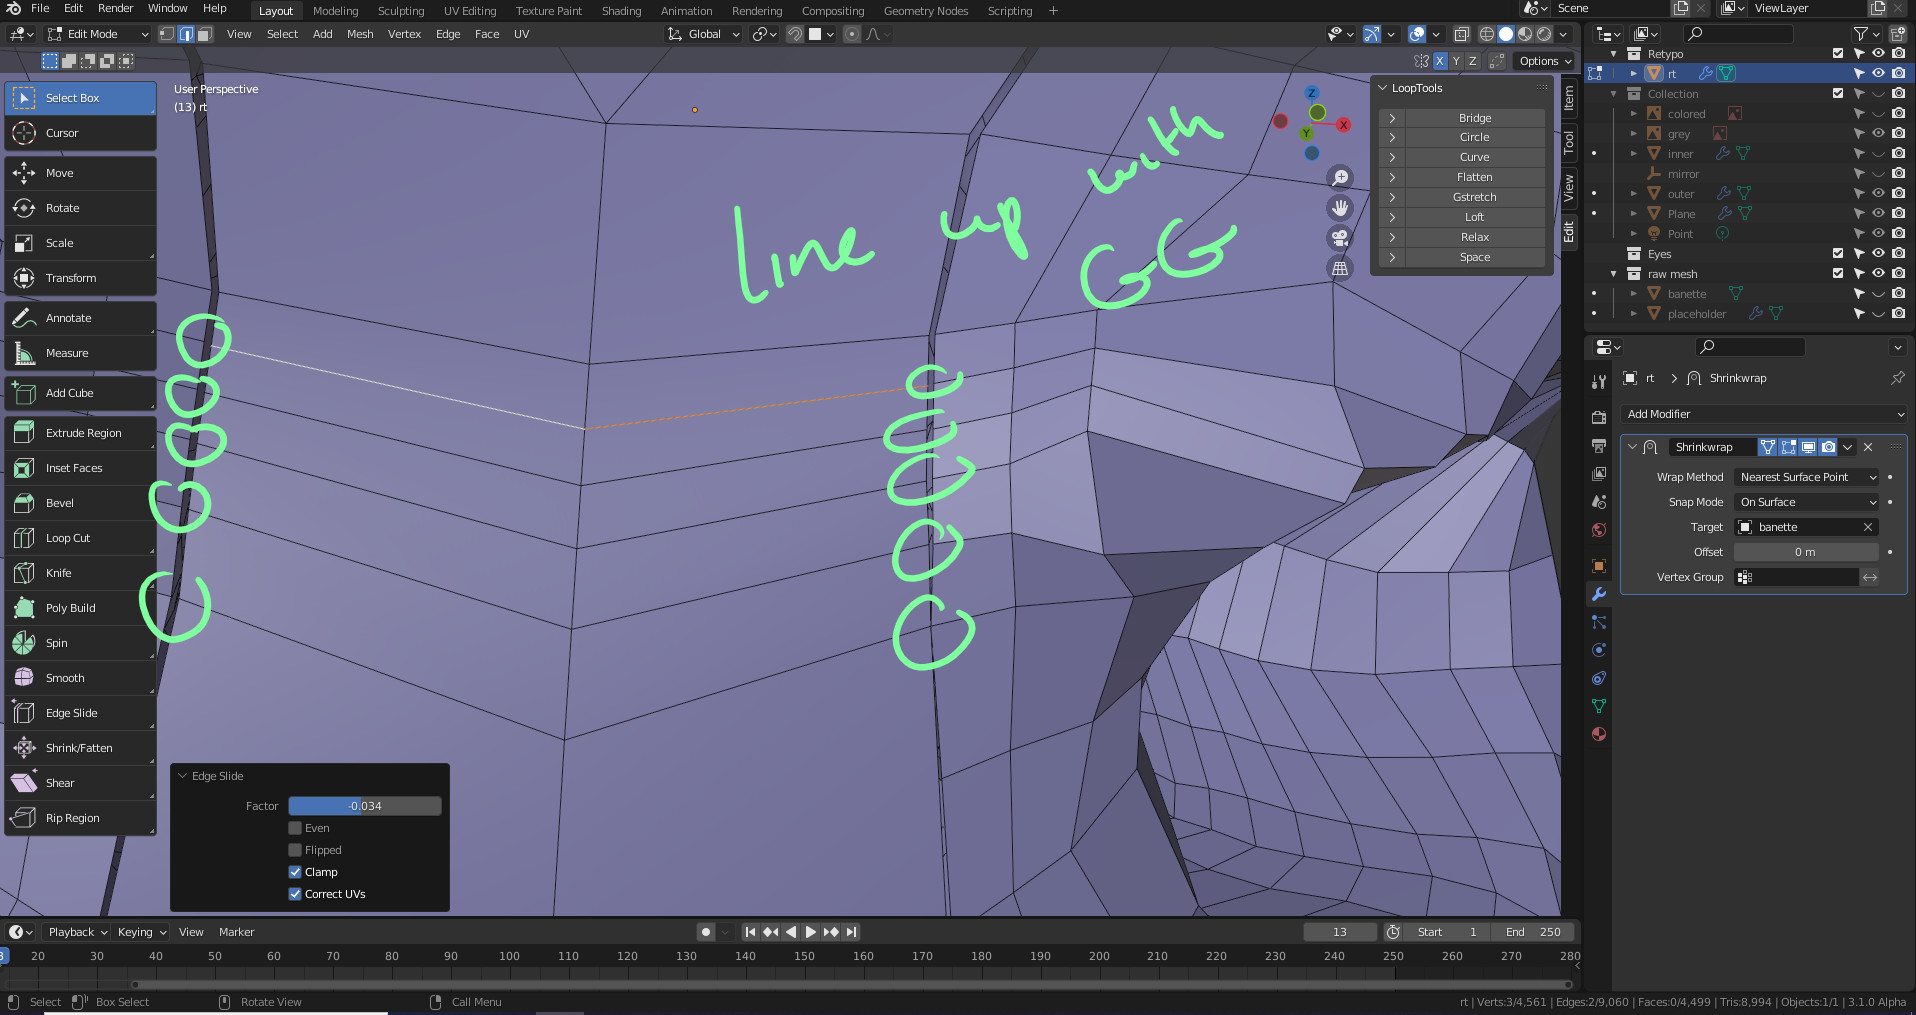 File Edit Render Window Help Layout Modeling Sculpting UV Editing Texture Paint Shading Animation Rendering Compositing Geometry Nodes Scripting + Scene ViewLayer
Edit Mode View Select Add Mesh Vertex Edge Face UV Global
X Y Z Options
Select Box
Cursor
Move
Rotate
Scale
Transform
Annotate
Measure
Add Cube
Extrude Region
Inset Faces
Bevel
Loop Cut
Knife
Poly Build
Spin
Smooth
Edge Slide
Shrink/Fatten
Shear
Rip Region
User Perspective
(13) rt
Line up with
GG
Z
X
Y
LoopTools
Bridge
Circle
Curve
Flatten
Gstretch
Loft
Relax
Space
Item
Tool
View
Edit
Retypo
rt
Collection
colored
grey
inner
mirror
outer
Plane
Point
Eyes
raw mesh
banette
placeholder
rt > Shrinkwrap
Add Modifier
Shrinkwrap
Wrap Method Nearest Surface Point
Snap Mode On Surface
Target banette
Offset 0 m
Vertex Group
Edge Slide
Factor -0.034
Even
Flipped
Clamp
Correct UVs
Playback Keying View Marker 13 Start 1 End 250
20 30 40 50 60 70 80 90 100 110 120 130 140 150 160 170 180 190 200 210 220 230 240 250 260 270 280
Select Box Select Rotate View Call Menu rt | Verts:3/4,561 | Edges:2/9,060 | Faces:0/4,499 | Tris:8,994 | Objects:1/1 | 3.1.0 Alpha